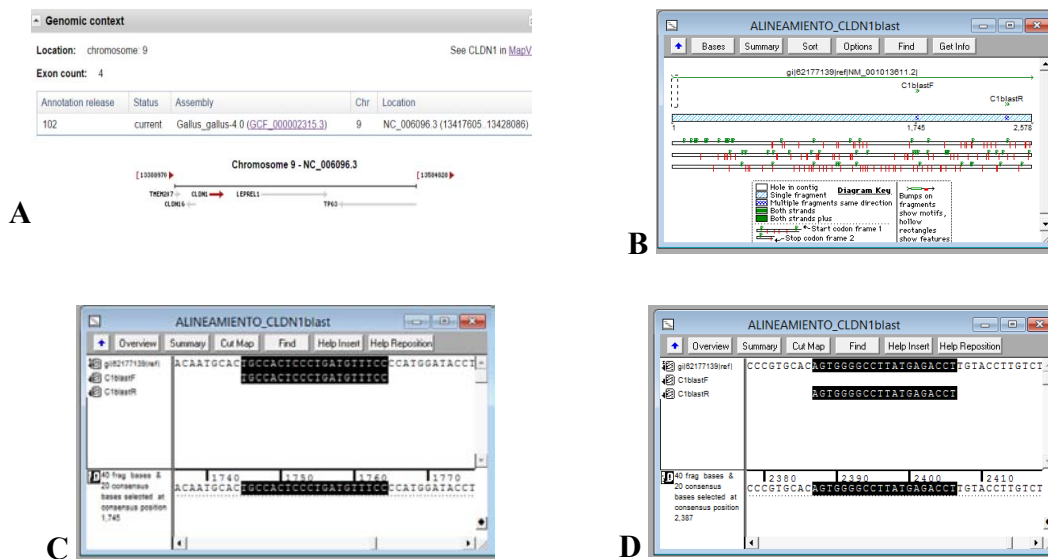 Genomic context
Location: chromosome: 9
See CLDN1 in MapV
Exon count: 4
Annotation release Status Assembly Chr Location
102 current Gallus_gallus-4.0 (GCF_000002315.3) 9 NC_006096.3 (13417605..13428086)
Chromosome 9 - NC_006096.3
CLDN1 LEPREL1
CLDN16 TP63
A
ALINEAMIENTO_CLDN1blast
Bases Summary Sort Options Find Get Info
gi|62177139|ref|NM_001013611.2|
C1blastF
C1blastR
1 1,745 2,578
Diagram Key
Hole in contig
Single fragment
Multiple fragments same direction
Both strands
Both strands plus
Start codon frame 1
Stop codon frame 2
Bumps on
fragments
show motifs,
hollow
rectangles
show features
B
ALINEAMIENTO_CLDN1blast
Overview Summary Cut Map Find Help Insert Help Reposition
gi|62177139|ref| ACAATGCACTGCCACTCCCTGATGTTTCCCCATGGATACCT
C1blastF TGCCACTCCCTGATGTTTCC
C1blastR
40 frag bases &
20 consensus
bases selected at
consensus position
1,745
1740 1750 1760 1770
ACAATGCACTGCCACTCCCTGATGTTTCCCCATGGATACCT
C
ALINEAMIENTO_CLDN1blast
Overview Summary Cut Map Find Help Insert Help Reposition
gi|62177139|ref| CCCGTGCACAGTGGGGCCTTATGAGACCTTGTACCTTGTCT
C1blastF
C1blastR AGTGGGGCCTTATGAGACCT
40 frag bases &
20 consensus
bases selected at
consensus position
2,387
2380 2390 2400 2410
CCCGTGCACAGTGGGGCCTTATGAGACCTTGTACCTTGTCT
D